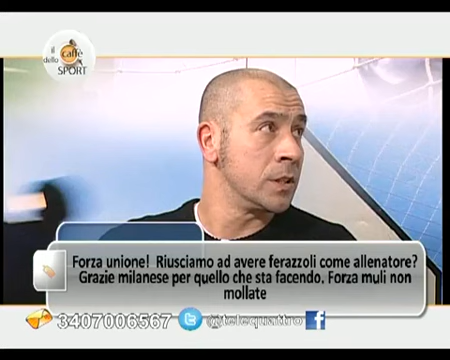 il
caffè
dello
SPORT
Forza unione! Riusciamo ad avere ferazzoli come allenatore?
Grazie milanese per quello che sta facendo. Forza muli non
mollate
3407006567 @telequattro